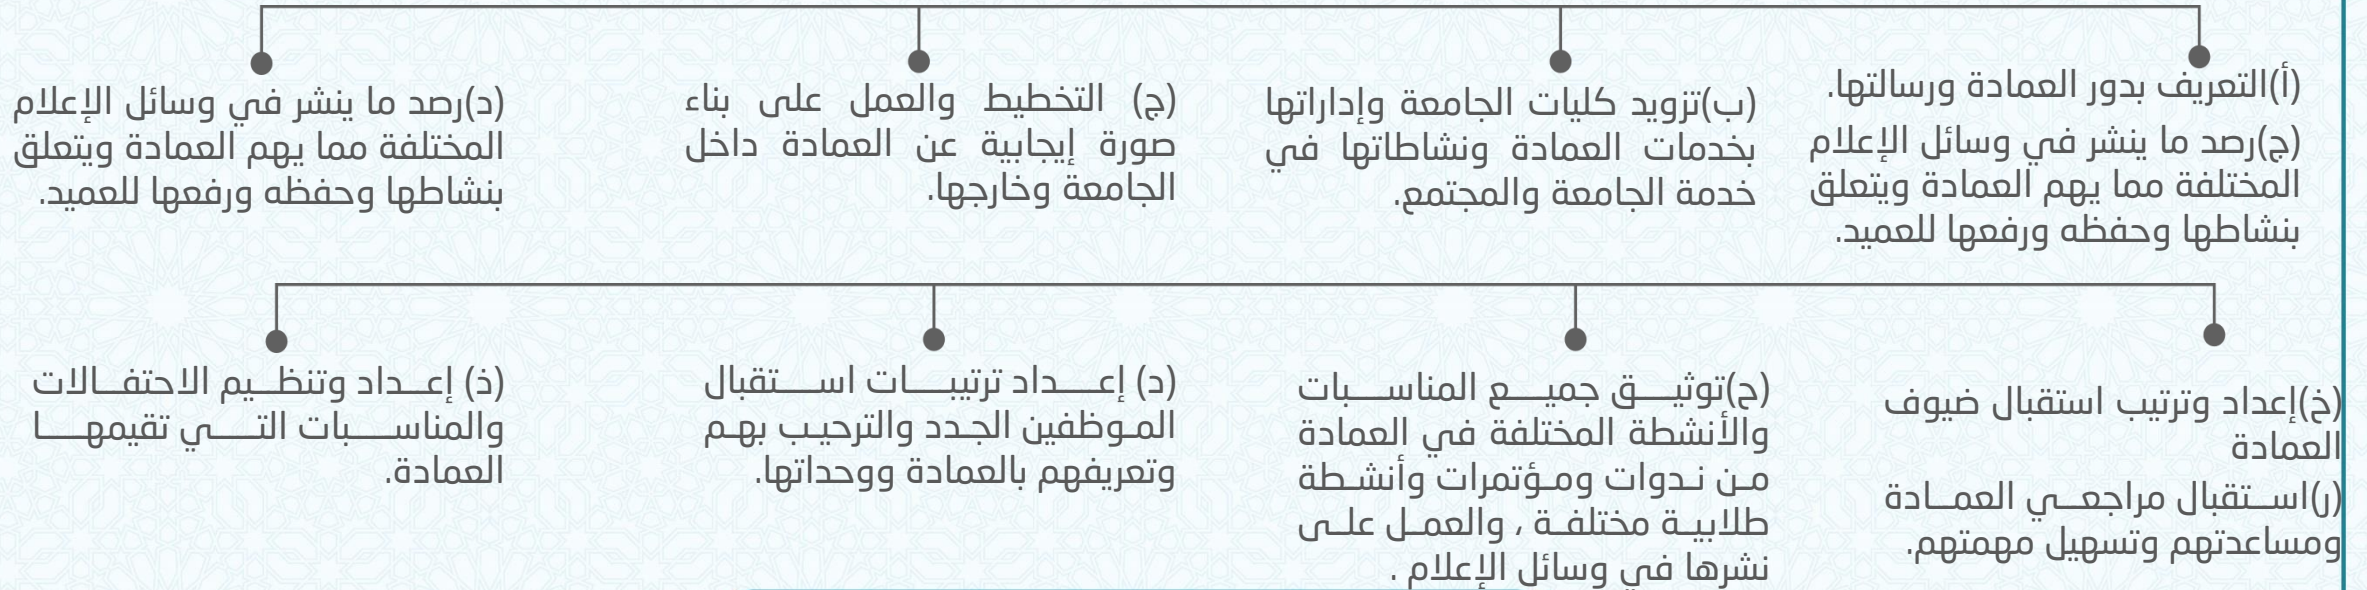 (أ)التعريف بدور العمادة ورسالتها.
(ج)رصد ما ينشر في وسائل الإعلام
المختلفة مما يهم العمادة ويتعلق
بنشاطها وحفظه ورفعها للعميد.
(ب)تزويد كليات الجامعة وإداراتها
بخدمات العمادة ونشاطاتها في
خدمة الجامعة والمجتمع.
(ج) التخطيط والعمل على بناء
صورة إيجابية عن العمادة داخل
الجامعة وخارجها.
(د)رصد ما ينشر في وسائل الإعلام
المختلفة مما يهم العمادة ويتعلق
بنشاطها وحفظه ورفعها للعميد.
(خ)إعداد وترتيب استقبال ضيوف
العمادة
(ر)استقبال مراجعي العمادة
ومساعدتهم وتسهيل مهمتهم.
(ح)توثيق جميع المناسبات
والأنشطة المختلفة في العمادة
من ندوات ومؤتمرات وأنشطة
طلابية مختلفة ، والعمل على
نشرها في وسائل الإعلام .
(د) إعداد ترتيبات استقبال
الموظفين الجدد والترحيب بهم
وتعريفهم بالعمادة ووحداتها.
(ذ) إعداد وتنظيم الاحتفالات
والمناسبات التي تقيمها
العمادة.